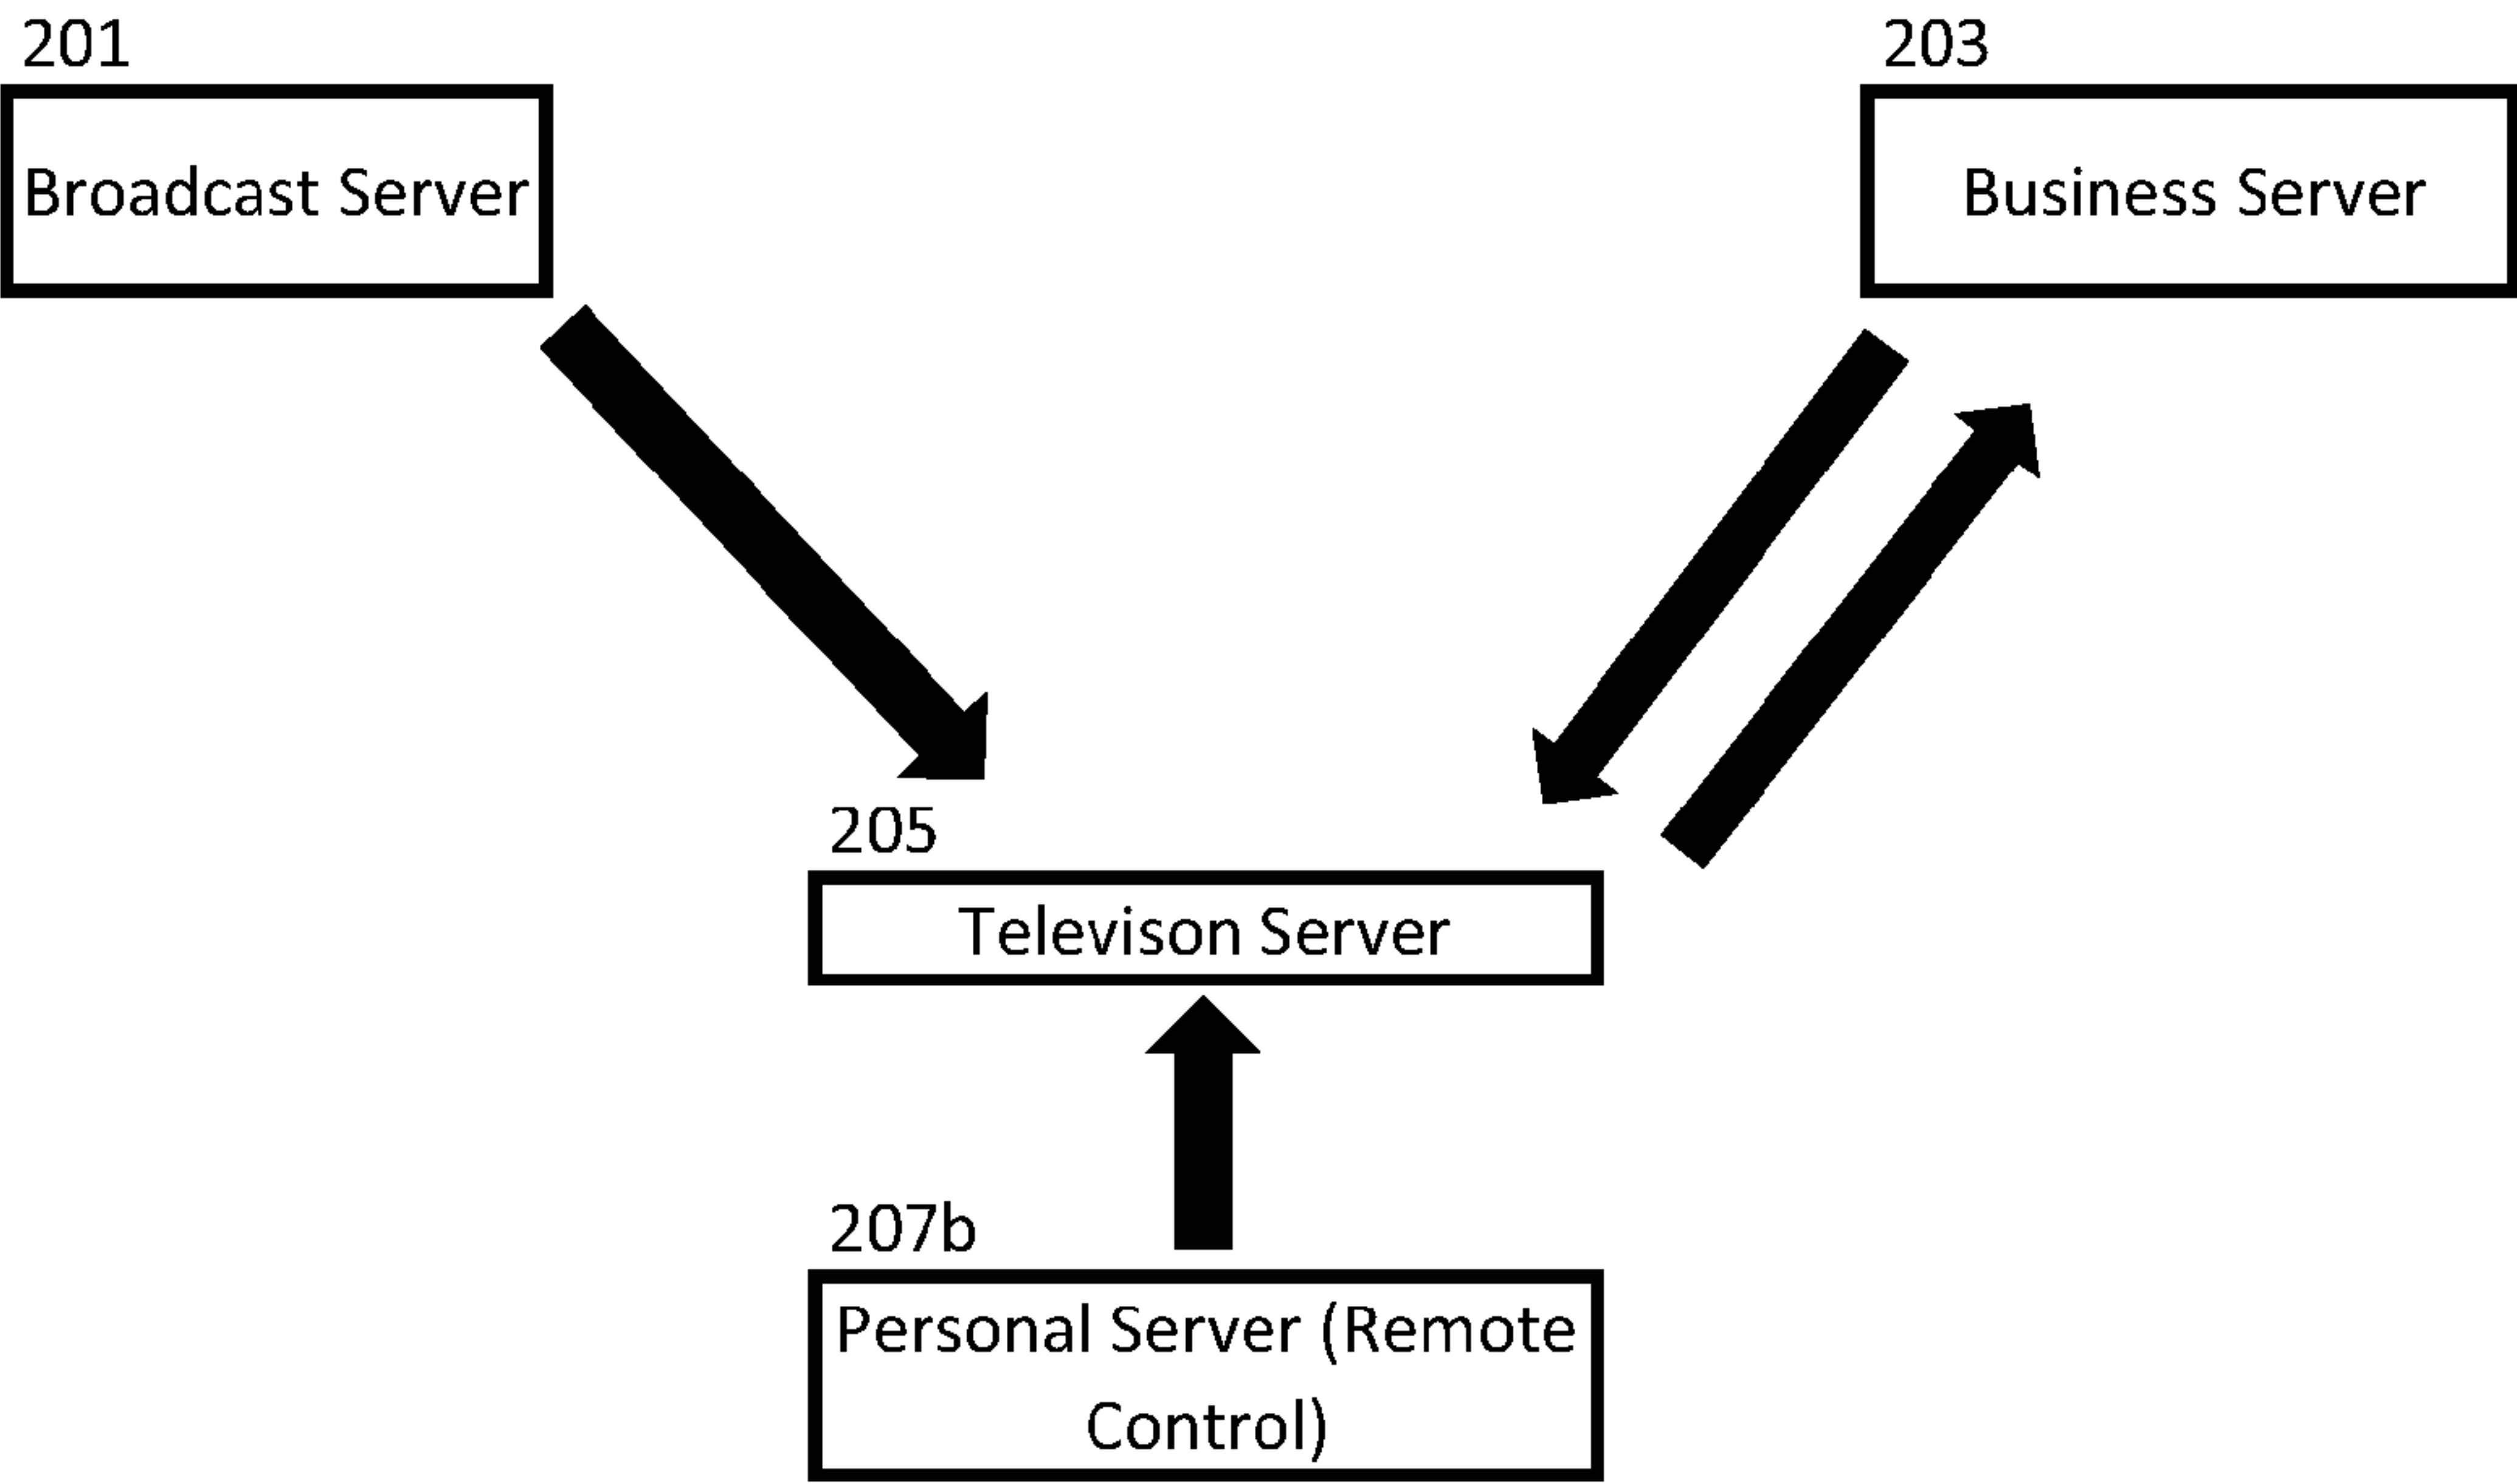 201
203
Broadcast Server
Business Server
205
Televison Server
207b
Personal Server (Remote
Control)